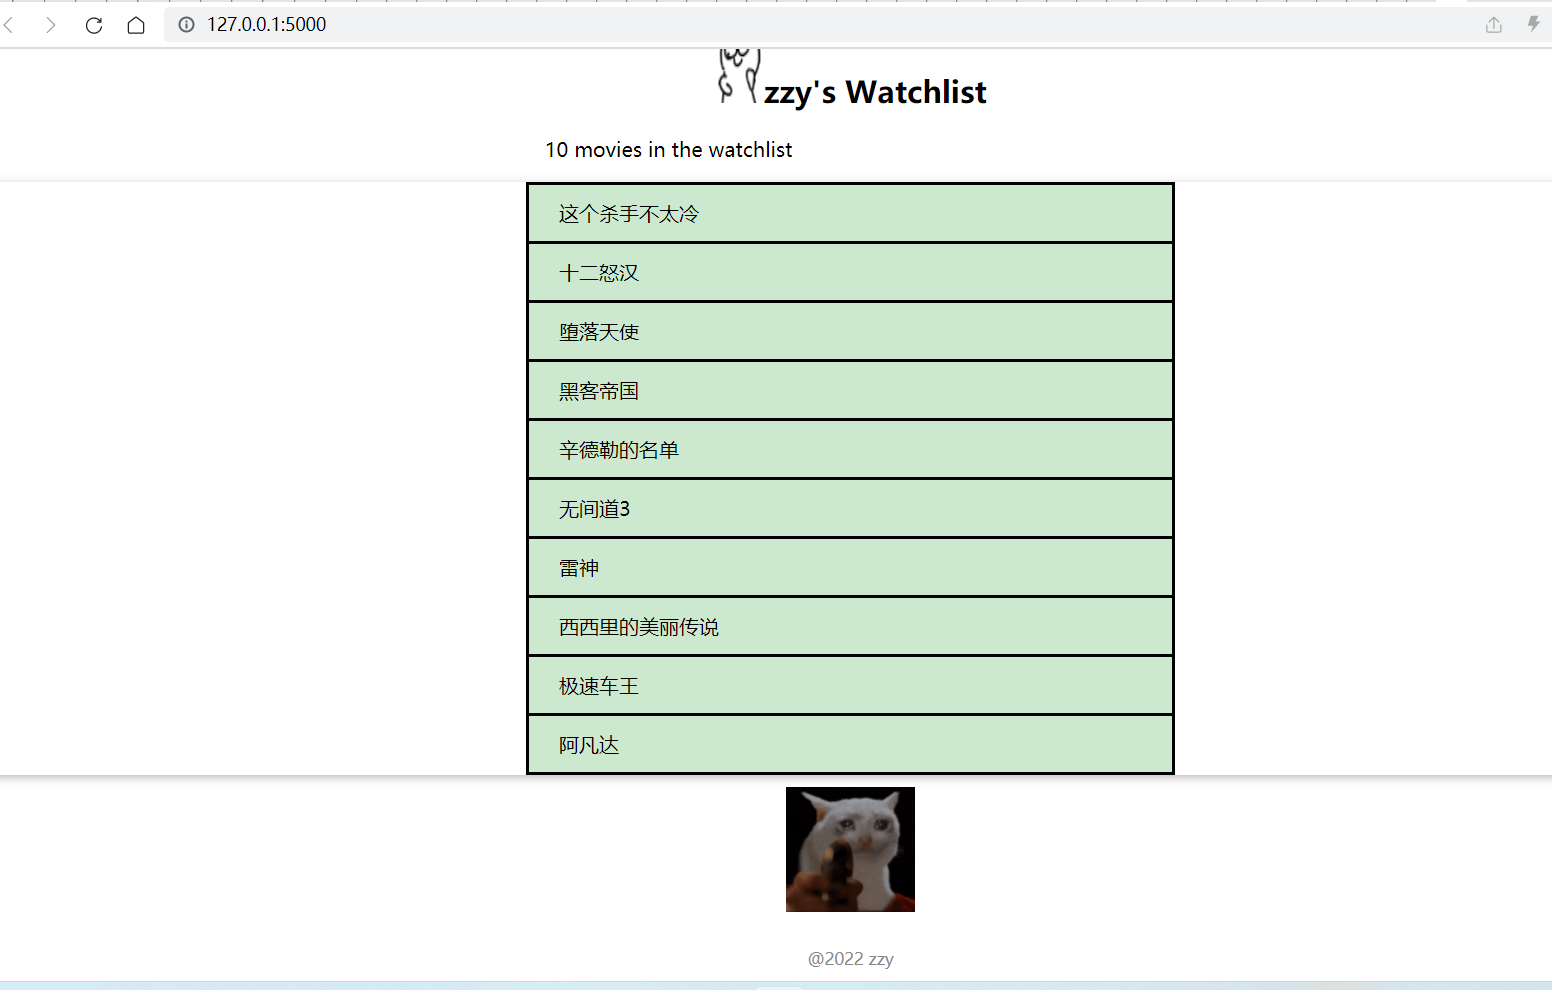 127.0.0.1:5000
zzy's Watchlist
10 movies in the watchlist
这个杀手不太冷
十二怒汉
堕落天使
黑客帝国
辛德勒的名单
无间道3
雷神
西西里的美丽传说
极速车王
阿凡达
@2022 zzy